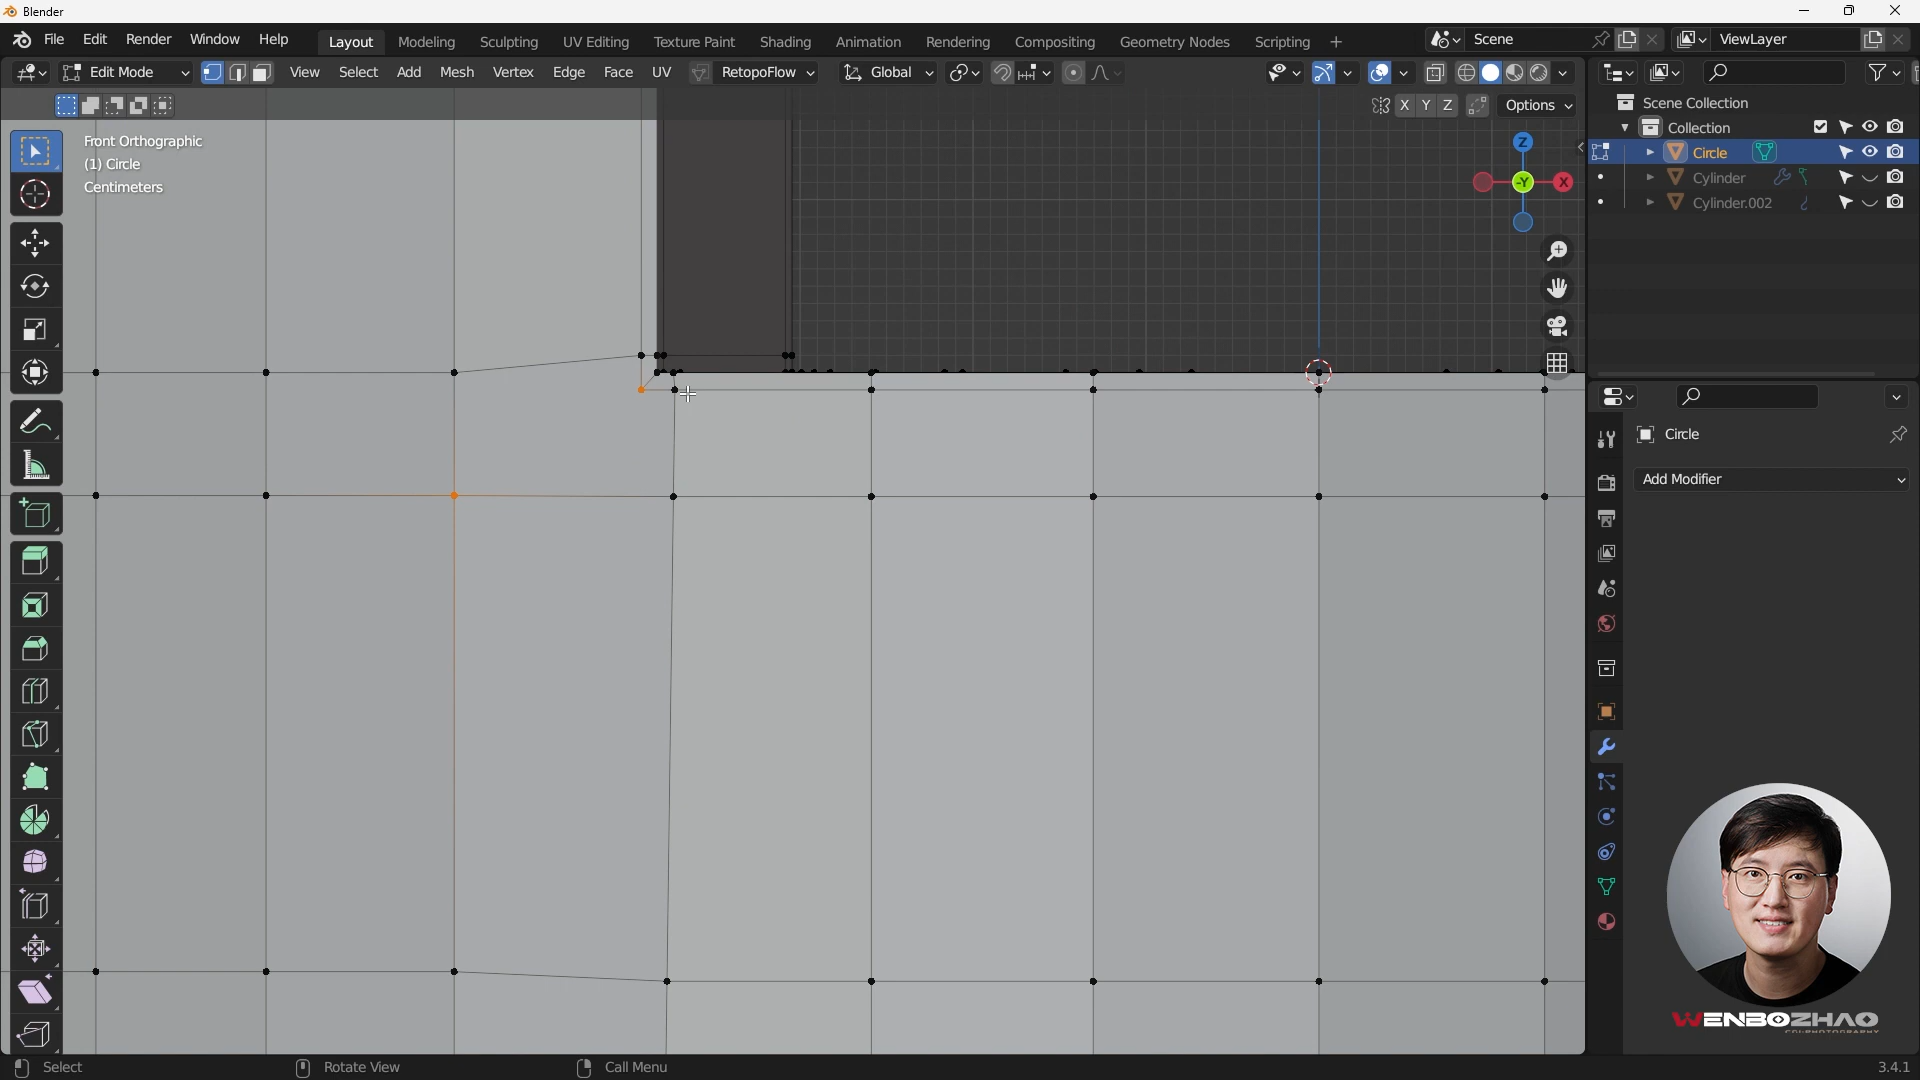 Blender
File Edit Render Window Help Layout Modeling Sculpting UV Editing Texture Paint Shading Animation Rendering Compositing Geometry Nodes Scripting + Scene ViewLayer
Edit Mode View Select Add Mesh Vertex Edge Face UV RetopoFlow Global
X Y Z Options
Scene Collection
Collection
Circle
Cylinder
Cylinder.002
Front Orthographic
(1) Circle
Centimeters
Z
-Y
X
Circle
Add Modifier
WENBOZHAO
CGI·PHOTOGRAPHY
Select Rotate View Call Menu 3.4.1